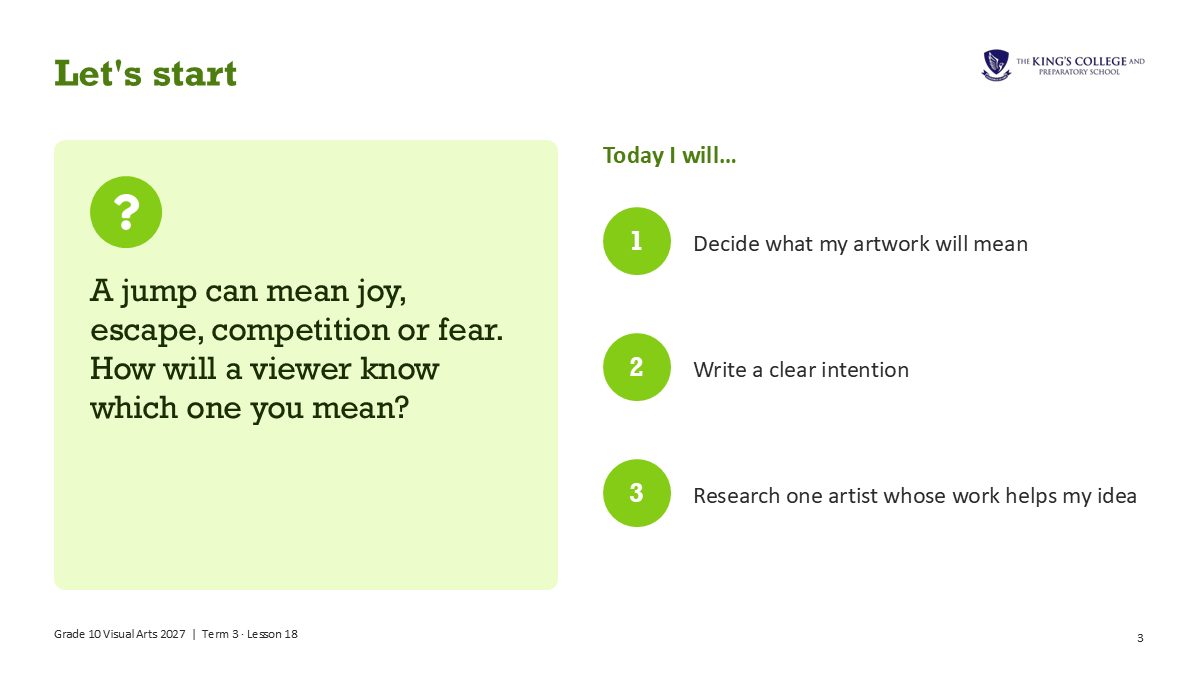 Let's start
THE KING'S COLLEGE AND
PREPARATORY SCHOOL
?
A jump can mean joy,
escape, competition or fear.
How will a viewer know
which one you mean?
Today I will...
1
Decide what my artwork will mean
2
Write a clear intention
3
Research one artist whose work helps my idea
Grade 10 Visual Arts 2027 | Term 3 · Lesson 18
3